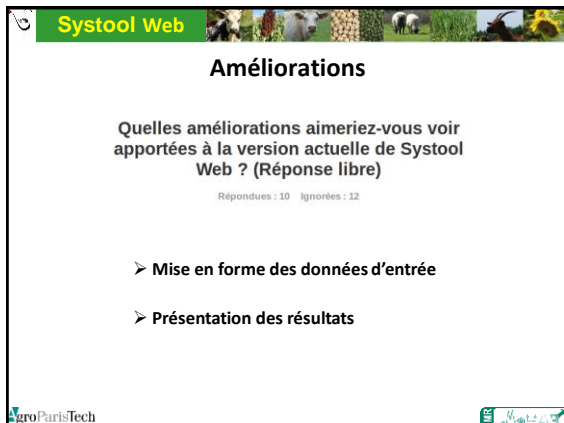 Systool Web
Améliorations
Quelles améliorations aimeriez-vous voir
apportées à la version actuelle de Systool
Web ? (Réponse libre)
Répondues : 10 Ignorées : 12
➢ Mise en forme des données d'entrée
➢ Présentation des résultats
AgroParisTech
MR